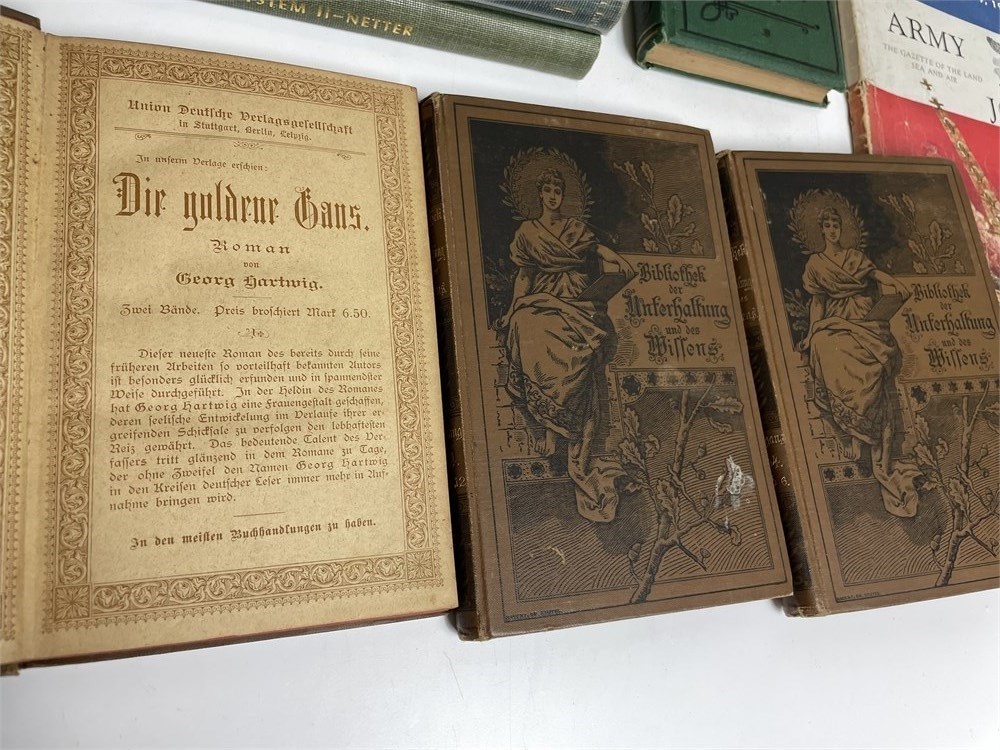 STEM II-NETTER
ARMY
THE GAZETTE OF THE LAND
SEA AND AIR
Union Deutsche Verlagsgesellschaft
in Stuttgart, Berlin, Leipzig.
In unserm Verlage erschien:
Die goldene Gans.
Roman
von
Georg Hartwig.
Zwei Bände. Preis broschiert Mark 6.50.
Dieser neueste Roman des bereits durch seine
früheren Arbeiten so vorteilhaft bekannten Autors
ist besonders glücklich erfunden und in spannendster
Weise durchgeführt. In der Heldin des Romanes
hat Georg Hartwig eine Frauengestalt geschaffen,
deren seelische Entwickelung im Verlaufe ihrer er-
greifenden Schicksale zu verfolgen den lebhaftesten
Reiz gewährt. Das bedeutende Talent des Ver-
fassers tritt glänzend in dem Romane zu Tage,
der ohne Zweifel den Namen Georg Hartwig
in den Kreisen deutscher Leser immer mehr in Auf-
nahme bringen wird.
In den meisten Buchhandlungen zu haben.
Bibliothek
der
Unterhaltung
und des
Wissens
Bibliothek
der
Unterhaltung
und des
Wissens